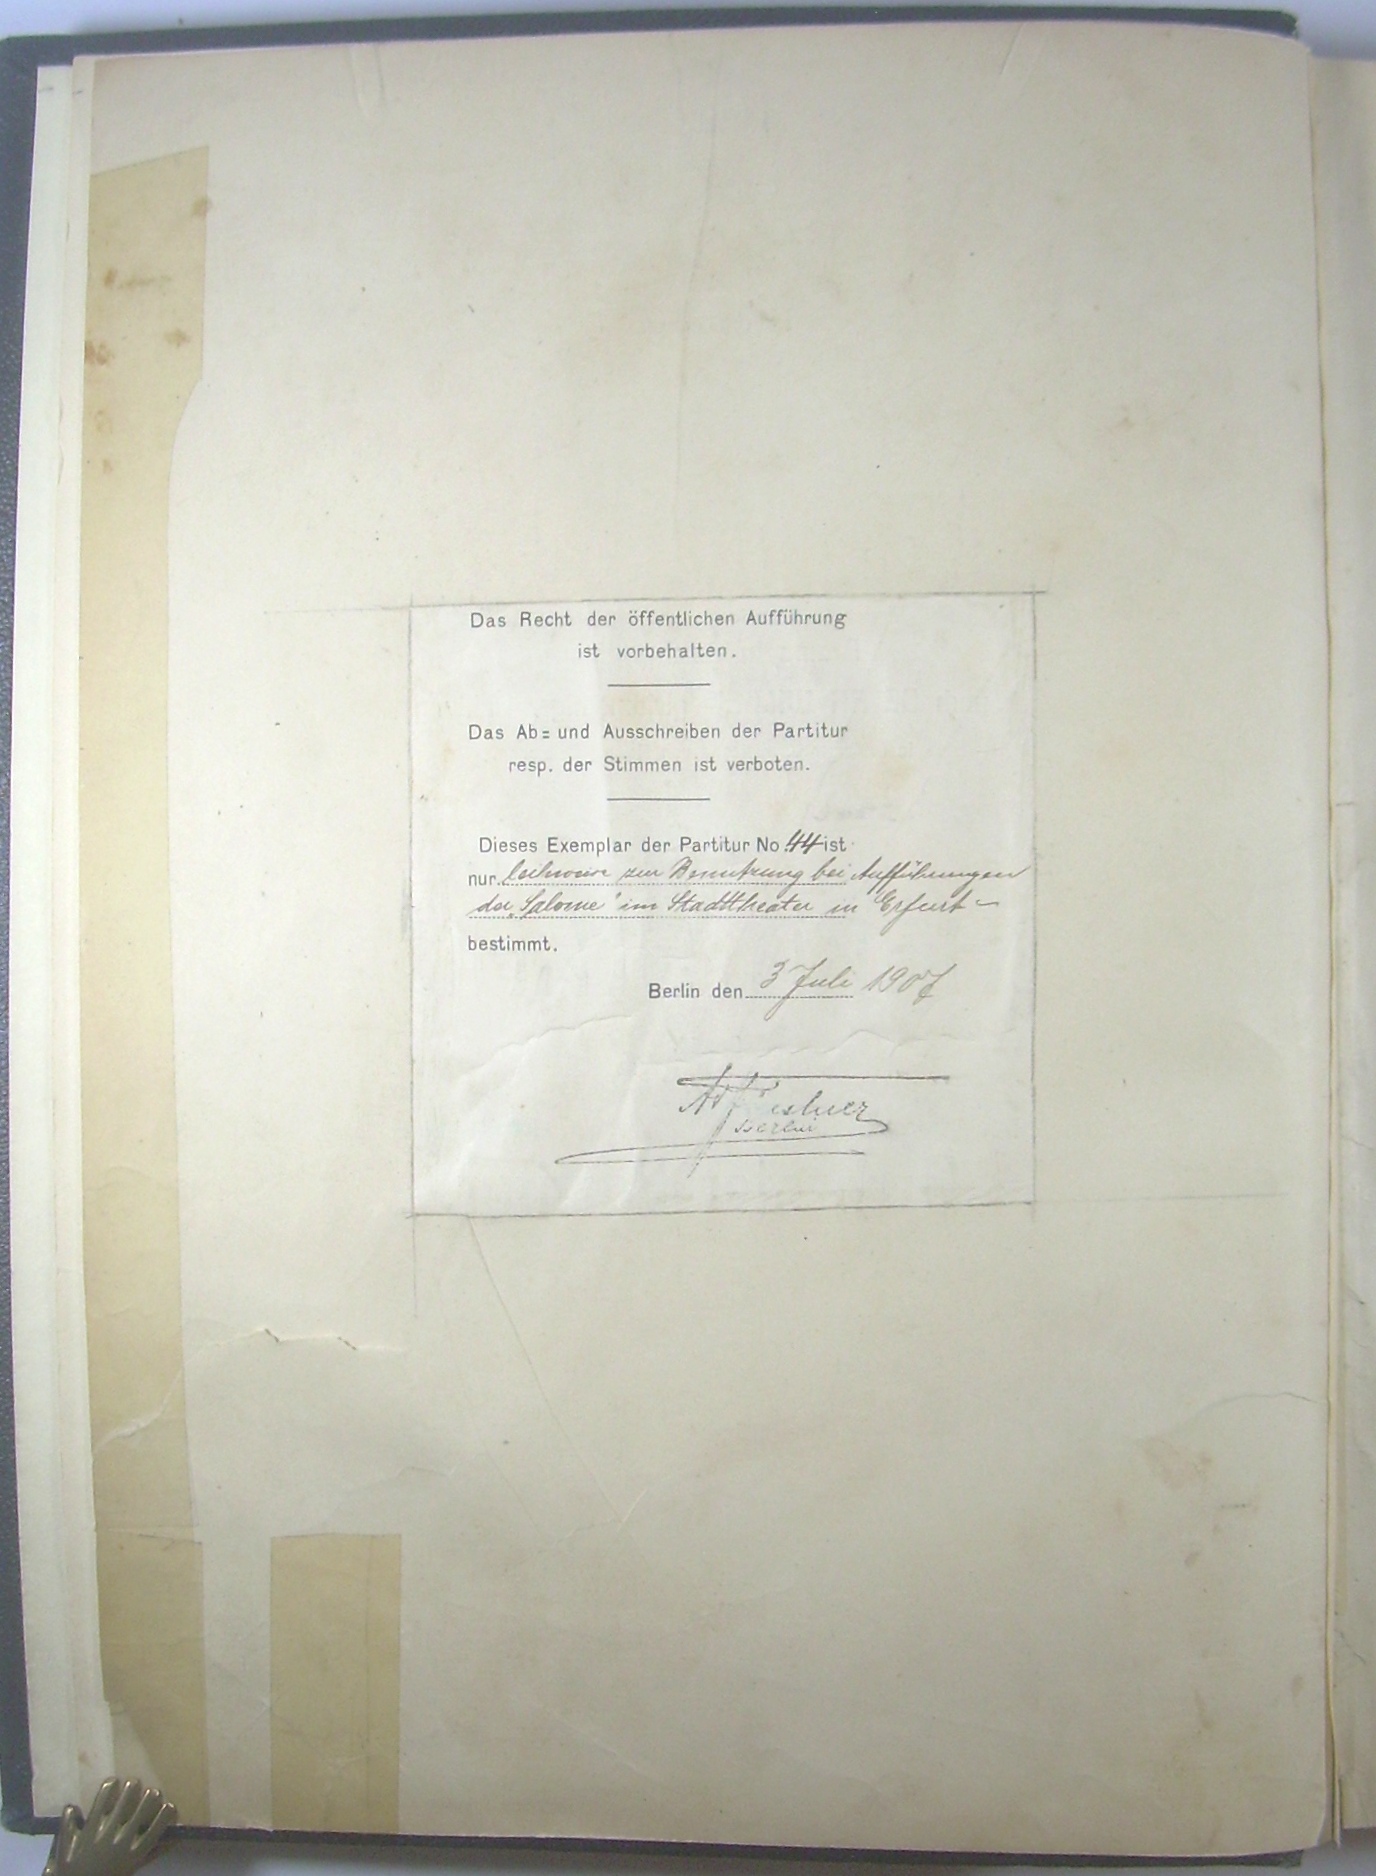 Das Recht der öffentlichen Aufführung
ist vorbehalten.
Das Ab= und Ausschreiben der Partitur
resp. der Stimmen ist verboten.
Dieses Exemplar der Partitur No 44 ist
nur leihweise zur Benutzung bei Aufführungen
der „Salome" im Stadttheater in Erfurt –
bestimmt.
Berlin den 3 Juli 1907
Ad
Berlin